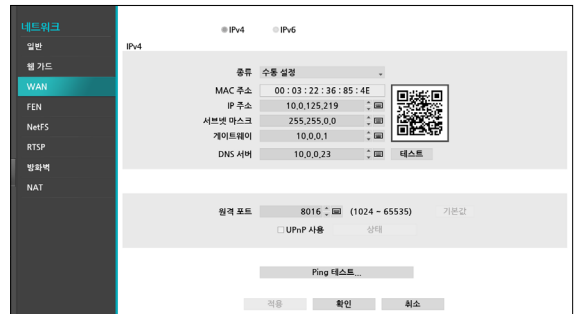 네트워크
일반
웹 가드
WAN
FEN
NetFS
RTSP
방화벽
NAT
IPv4 IPv6
IPv4
종류 수동 설정
MAC 주소 00 : 03 : 22 : 36 : 85 : 4E
IP 주소 10,0,125,219
서브넷 마스크 255,255,0,0
게이트웨이 10,0,0,1
DNS 서버 10,0,0,23 테스트
원격 포트 8016 (1024 ~ 65535) 기본값
UPnP 사용 상태
Ping 테스트...
적용 확인 취소